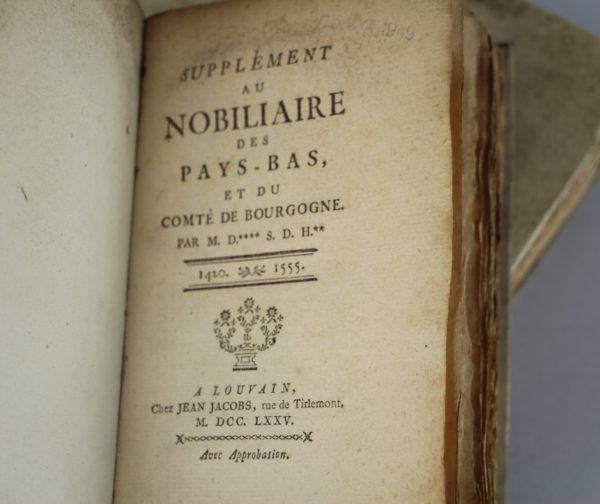 1949
SUPPLÉMENT
AU
NOBILIAIRE
DES
PAYS-BAS,
ET DU
COMTÉ DE BOURGOGNE.
PAR M. D.**** S. D. H.**
1420. 1555.
A LOUVAIN,
Chez JEAN JACOBS, rue de Tirlemont,
M. DCC. LXXV.
Avec Approbation.